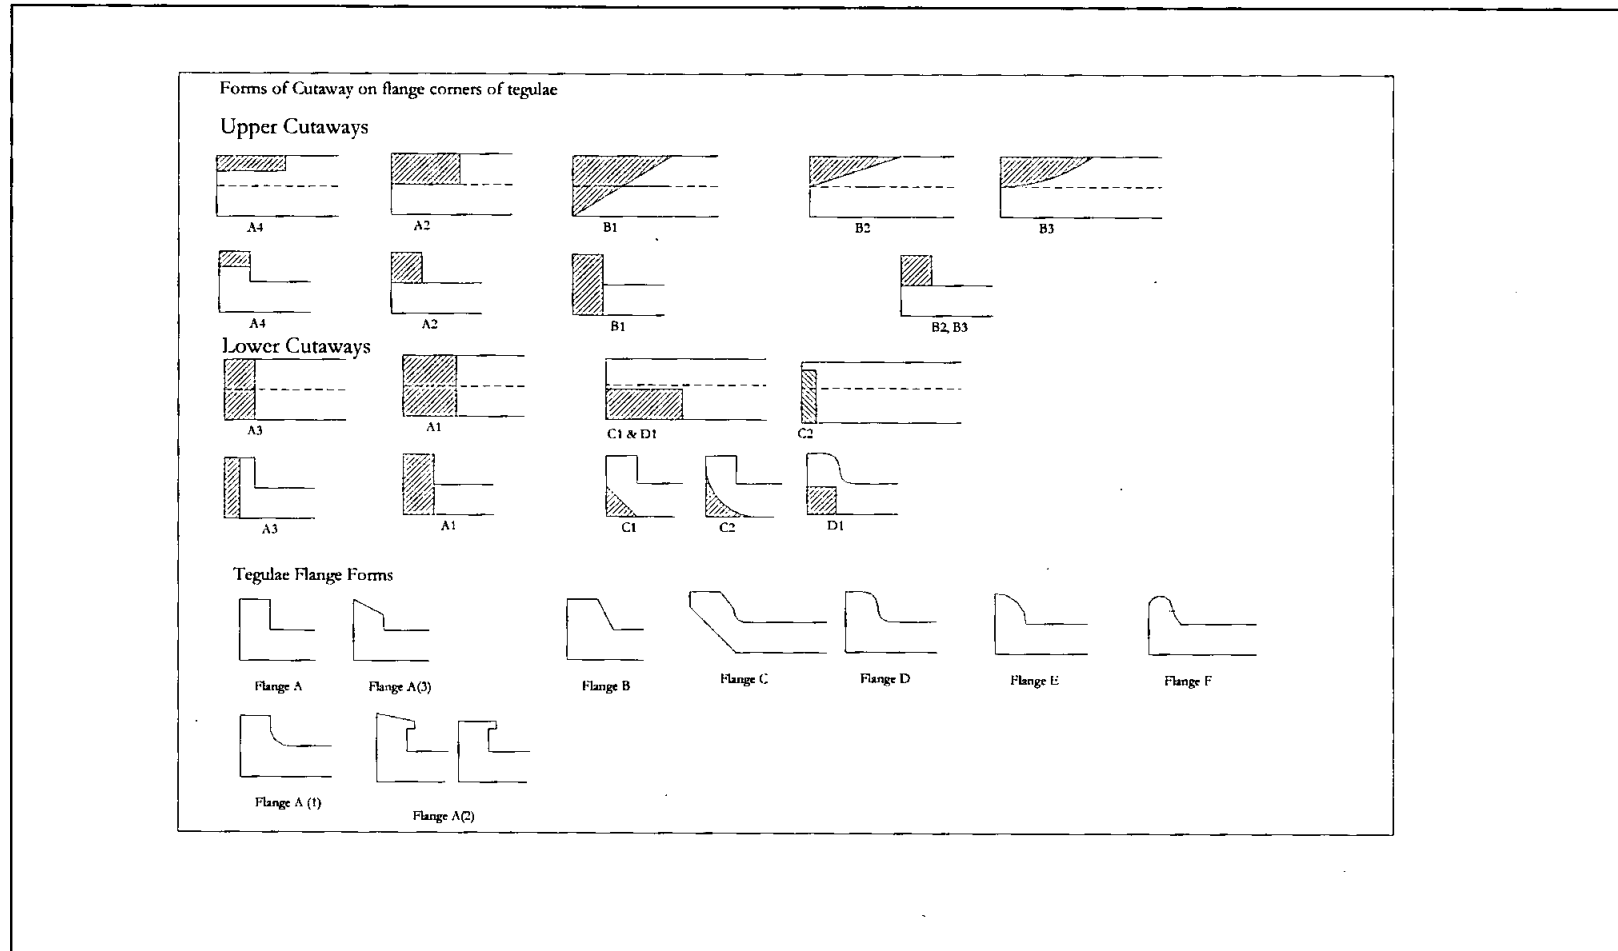 Forms of Cutaway on flange corners of tegulae
Upper Cutaways
A4 A2 B1 B2 B3
A4 A2 B1 B2, B3
Lower Cutaways
A3 A1 C1 & D1 C2
A3 A1 C1 C2 D1
Tegulae Flange Forms
Flange A Flange A(3) Flange B Flange C Flange D Flange E Flange F
Flange A (1) Flange A(2)